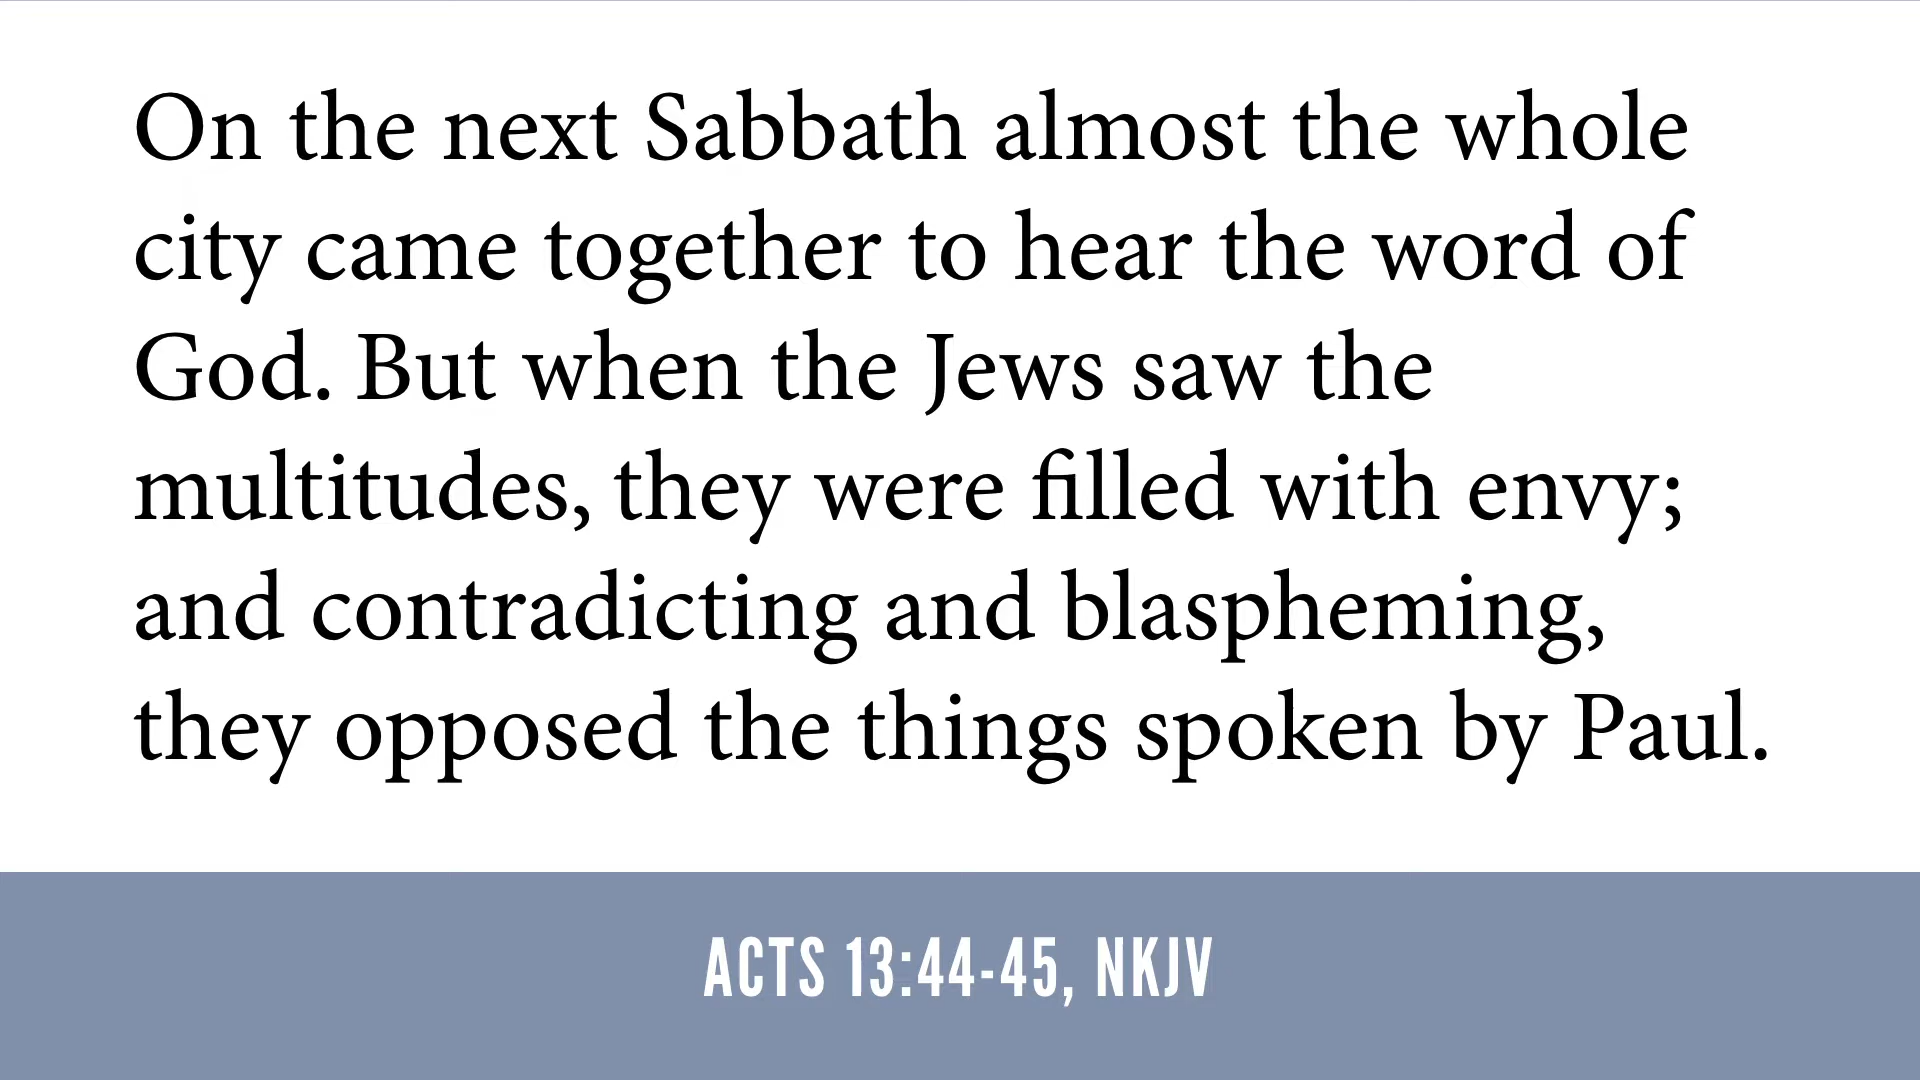 On the next Sabbath almost the whole
city came together to hear the word of
God. But when the Jews saw the
multitudes, they were filled with envy;
and contradicting and blaspheming,
they opposed the things spoken by Paul.
ACTS 13:44-45, NKJV